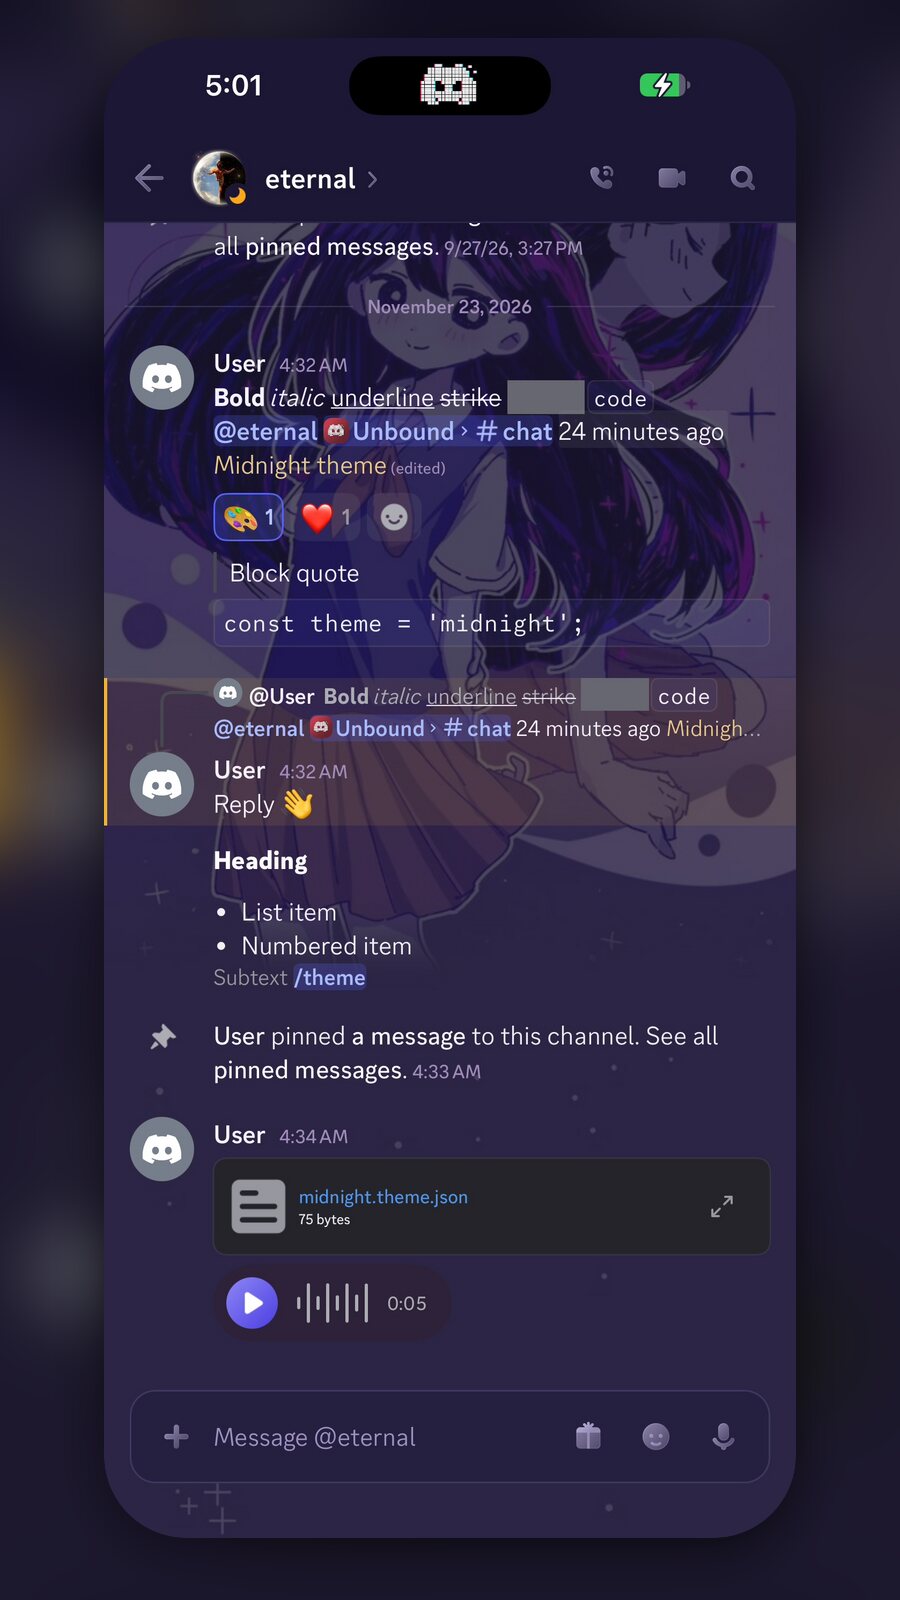 5:01
eternal
all pinned messages. 9/27/26, 3:27 PM
November 23, 2026
User 4:32 AM
Bold italic underline strike code
@eternal Unbound › # chat 24 minutes ago
Midnight theme (edited)
1 1
Block quote
const theme = 'midnight';
@User Bold italic underline strike code
@eternal Unbound › # chat 24 minutes ago Midnigh...
User 4:32 AM
Reply
Heading
• List item
• Numbered item
Subtext /theme
User pinned a message to this channel. See all
pinned messages. 4:33 AM
User 4:34 AM
midnight.theme.json
75 bytes
0:05
Message @eternal